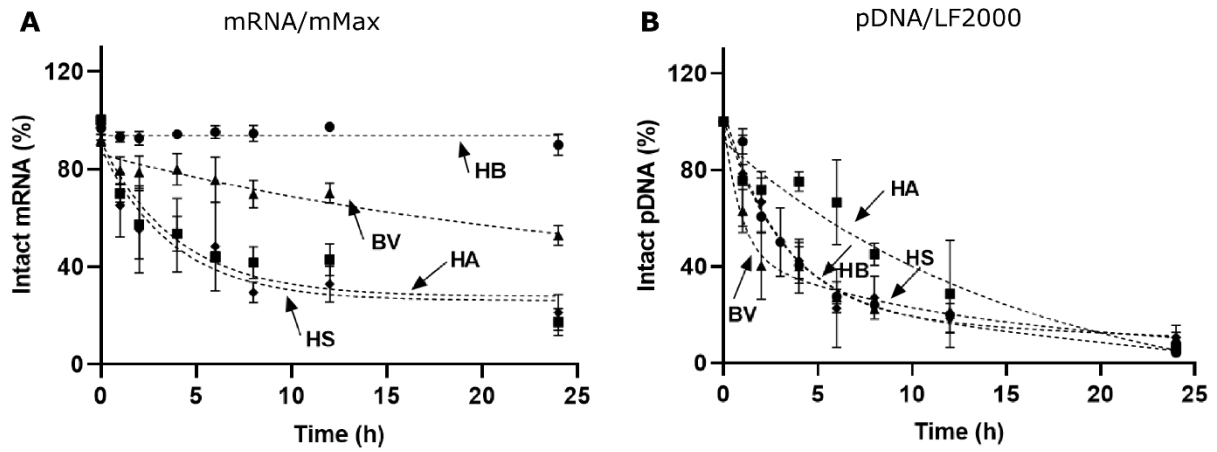 A
mRNA/mMax
Intact mRNA (%)
120
80
40
0
HB
BV
HA
HS
0
5
10
15
20
25
Time (h)
B
pDNA/LF2000
Intact pDNA (%)
120
80
40
0
HA
HB
HS
BV
0
5
10
15
20
25
Time (h)